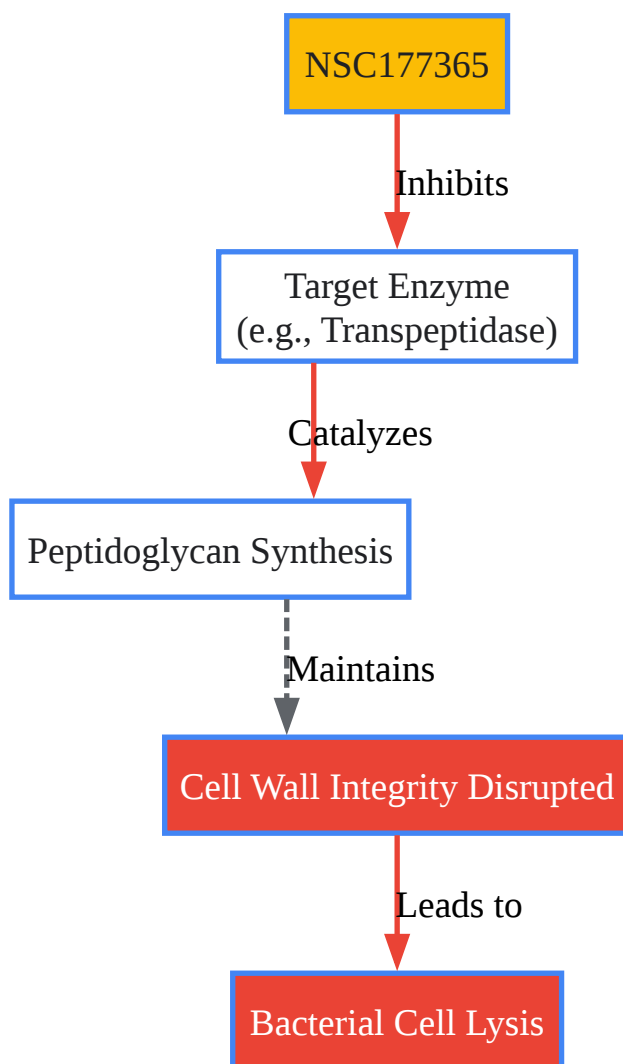 NSC177365
Inhibits
Target Enzyme
(e.g., Transpeptidase)
Catalyzes
Peptidoglycan Synthesis
Maintains
Cell Wall Integrity Disrupted
Leads to
Bacterial Cell Lysis